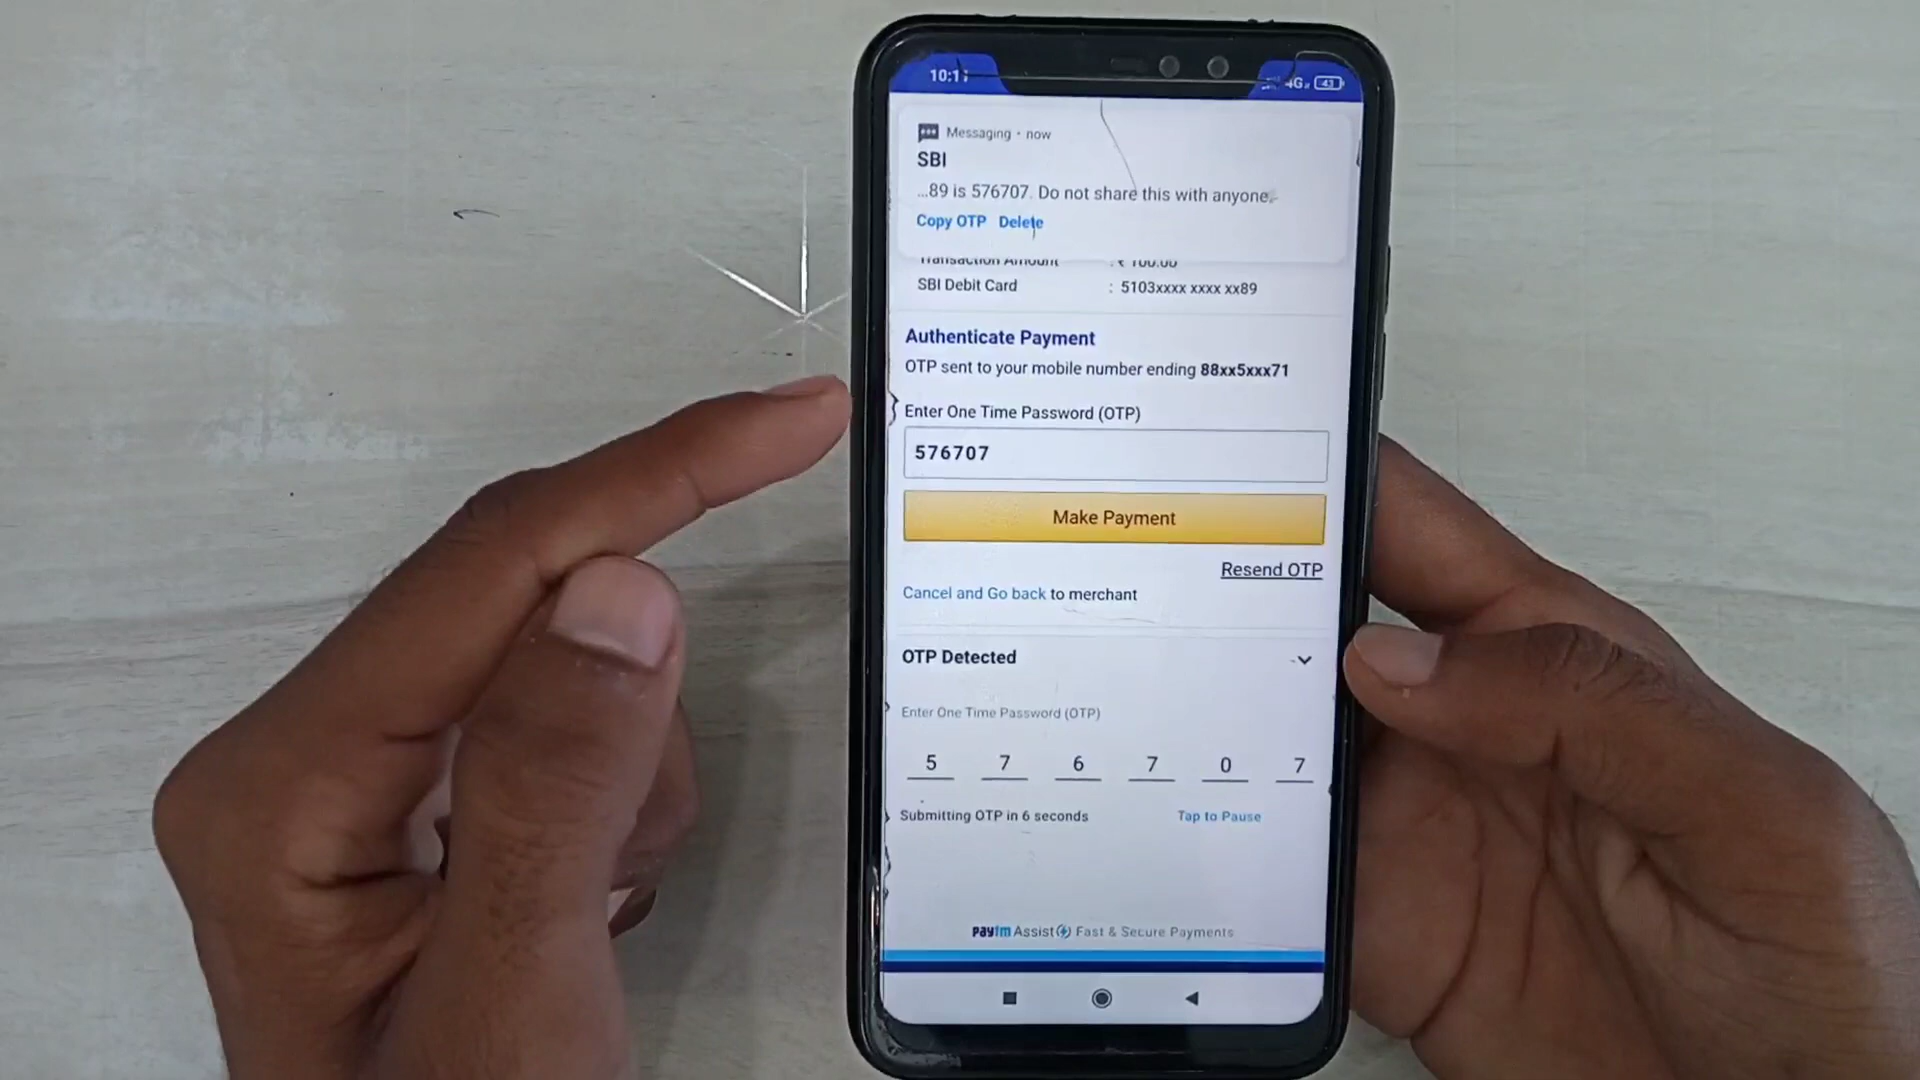 10:11
4G 43
Messaging • now
SBI
...89 is 576707. Do not share this with anyone.
Copy OTP Delete
Transaction Amount : ₹ 100.00
SBI Debit Card : 5103xxxx xxxx xx89
Authenticate Payment
OTP sent to your mobile number ending 88xx5xxx71
Enter One Time Password (OTP)
576707
Make Payment
Resend OTP
Cancel and Go back to merchant
OTP Detected
Enter One Time Password (OTP)
5 7 6 7 0 7
Submitting OTP in 6 seconds Tap to Pause
paytm Assist Fast & Secure Payments